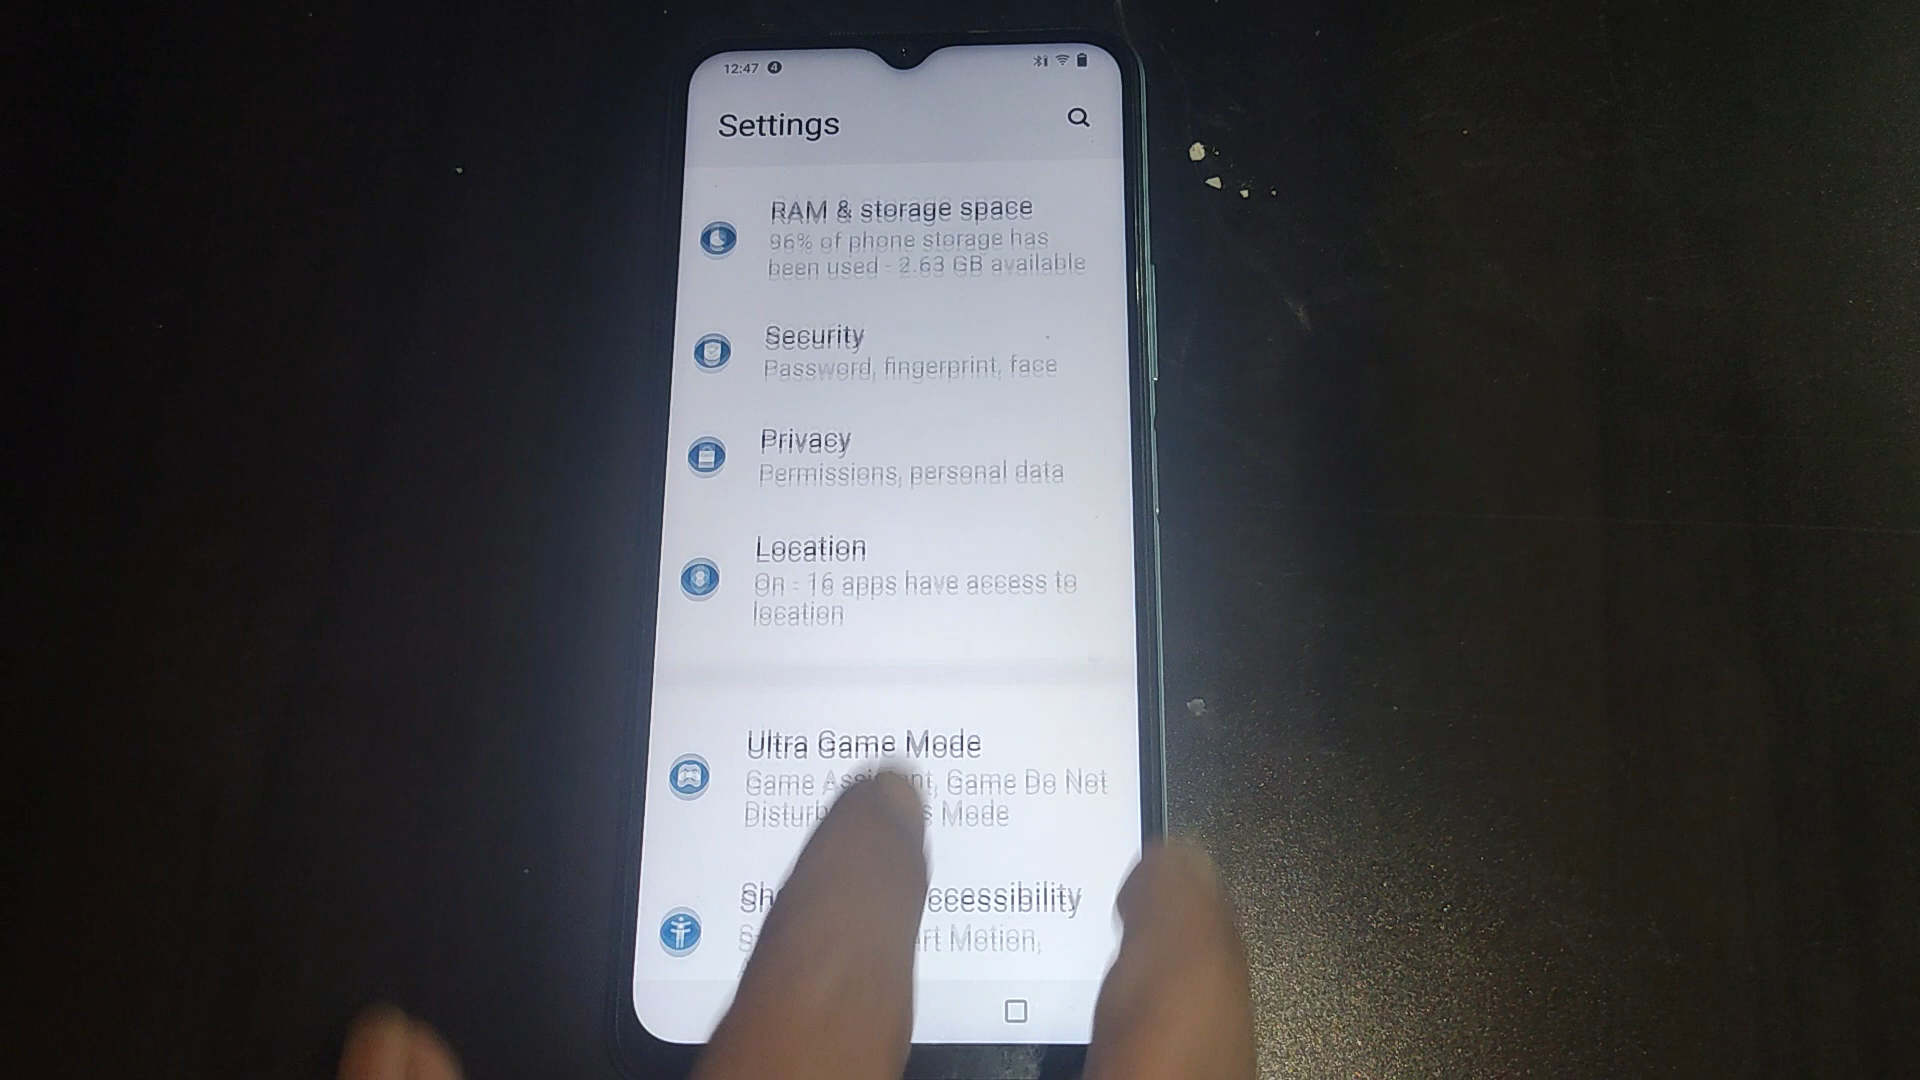 12:47 4
Settings
RAM & storage space
96% of phone storage has
been used - 2.63 GB available
Security
Password, fingerprint, face
Privacy
Permissions, personal data
Location
On - 16 apps have access to
location
Ultra Game Mode
Game Assistant, Game Do Not
Mode
Motion,